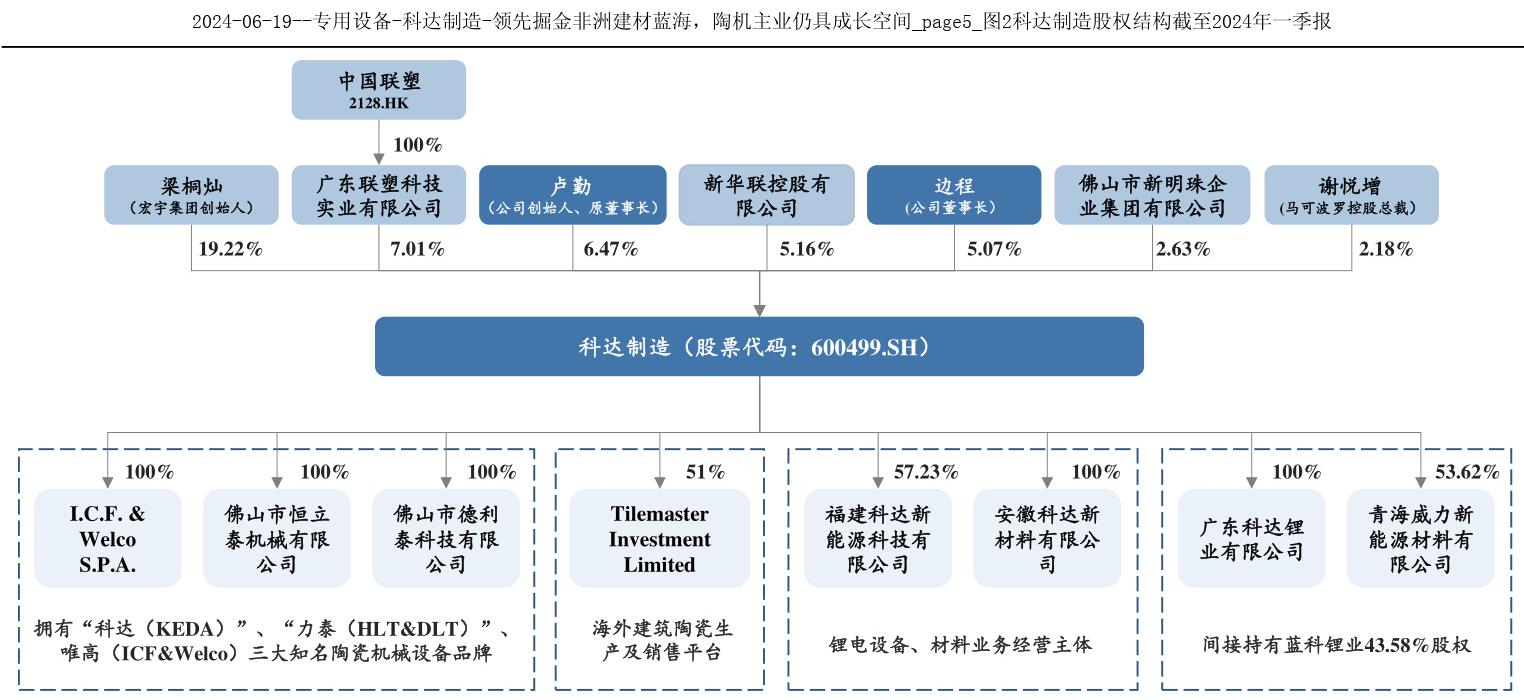 2024-06-19--专用设备-科达制造-领先掘金非洲建材蓝海，陶机主业仍具成长空间_page5_图2科达制造股权结构截至2024年一季报
中国联塑
2128.HK
100%
梁桐灿
（宏宇集团创始人）
广东联塑科技
实业有限公司
卢勤
（公司创始人、原董事长）
新华联控股有
限公司
边程
(公司董事长）
佛山市新明珠企
业集团有限公司
谢悦增
(马可波罗控股总裁）
19.22%
7.01%
6.47%
5.16%
5.07%
2.63%
2.18%
科达制造（股票代码：600499.SH）
100%
100%
100%
51%
57.23%
100%
100%
53.62%
I.C.F. &
Welco
S.P.A.
佛山市恒立
泰机械有限
公司
佛山市德利
泰科技有限
公司
Tilemaster
Investment
Limited
福建科达新
能源科技有
限公司
安徽科达新
材料有限公
司
广东科达锂
业有限公司
青海威力新
能源材料有
限公司
拥有“科达（KEDA）”、“力泰（HLT&DLT）”、
唯高（ICF&Welco）三大知名陶瓷机械设备品牌
海外建筑陶瓷生
产及销售平台
锂电设备、材料业务经营主体
间接持有蓝科锂业43.58%股权